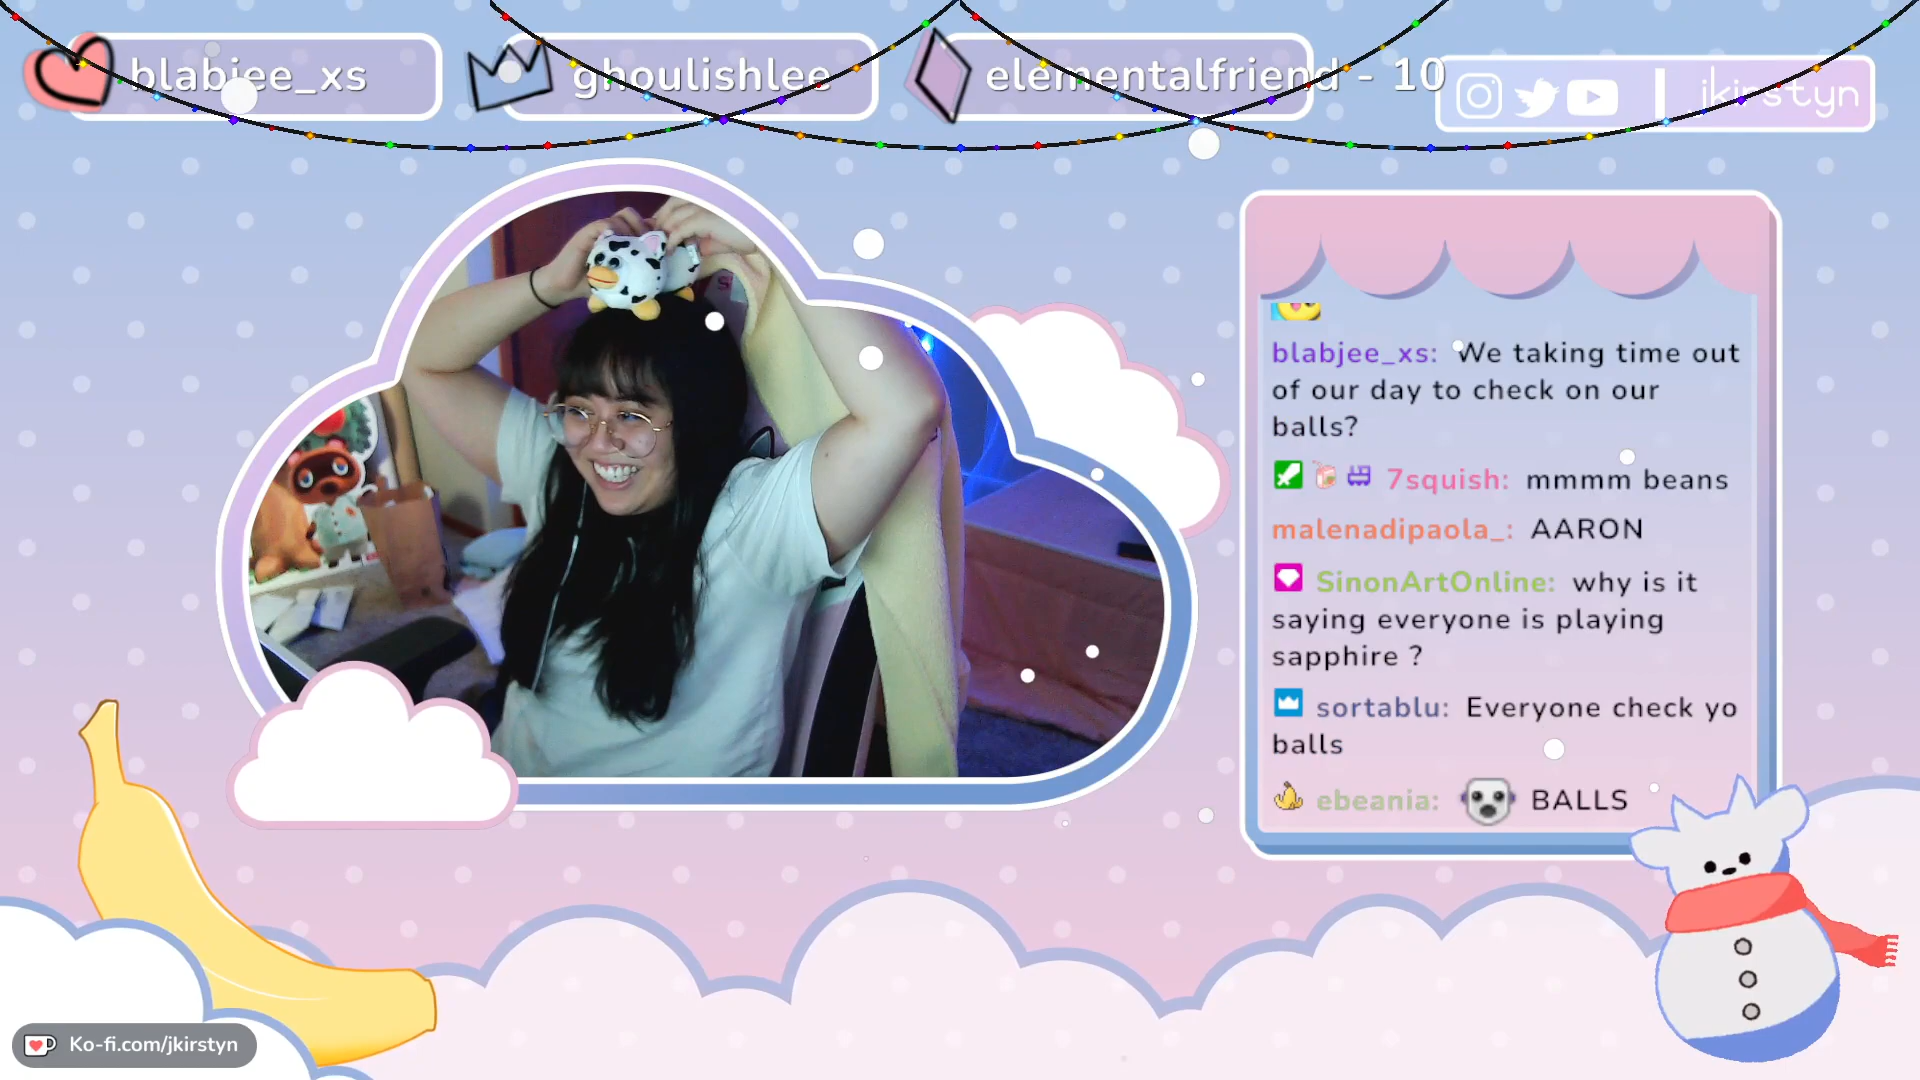 blabjee_xs
ghoulishlee
elementalfriend - 10
jkirstyn
blabjee_xs: We taking time out
of our day to check on our
balls?
7squish: mmmm beans
malenadipaola_: AARON
SinonArtOnline: why is it
saying everyone is playing
sapphire ?
sortablu: Everyone check yo
balls
ebeania: BALLS
Ko-fi.com/jkirstyn